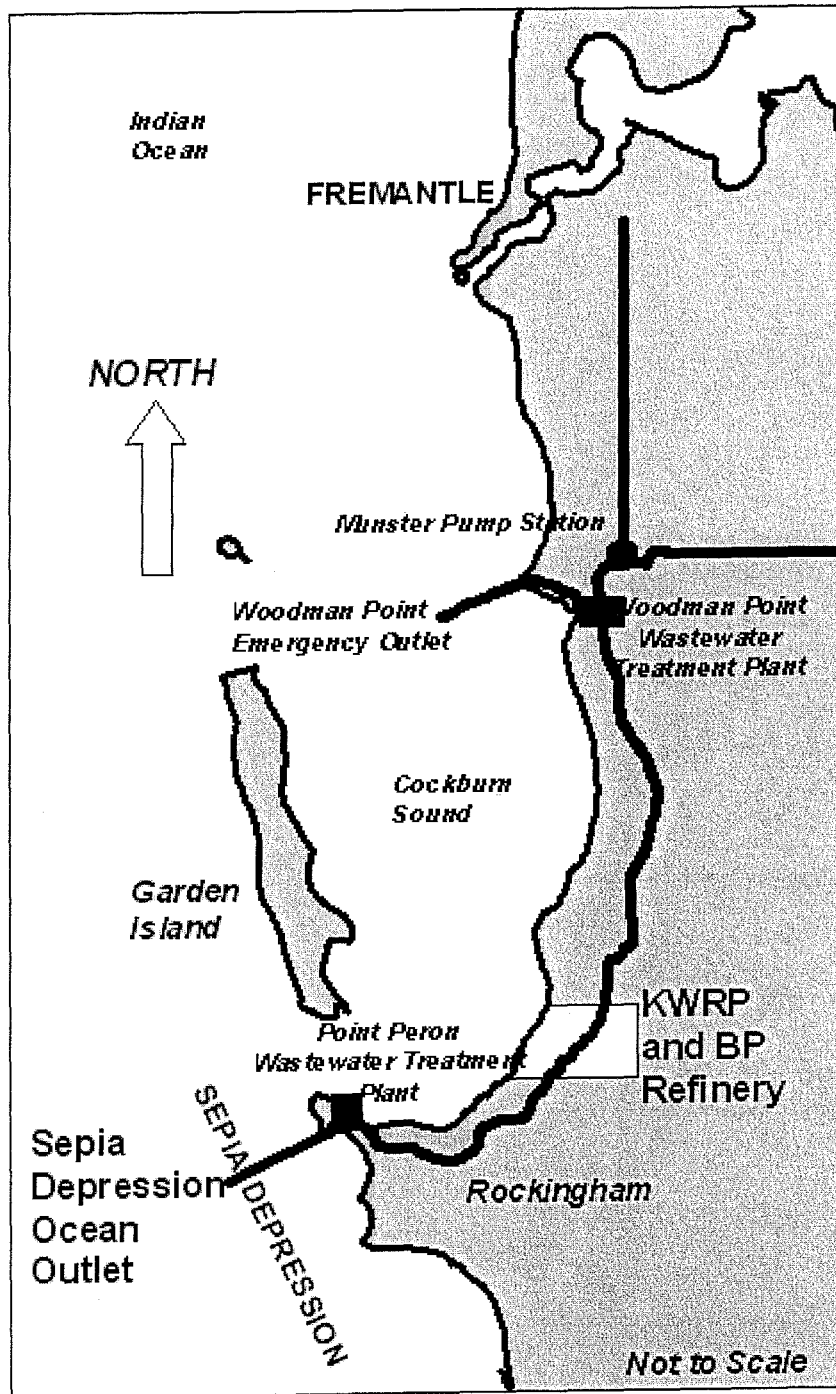 Indian
Ocean
FREMANTLE
NORTH
Munster Pump Station
Woodman Point
Emergency Outlet
Woodman Point
Wastewater
Treatment Plant
Cockburn
Sound
Garden
Island
KWRP
and BP
Refinery
Point Peron
Wastewater Treatment
Plant
SEPIA DEPRESSION
Sepia
Depression
Ocean
Outlet
Rockingham
Not to Scale